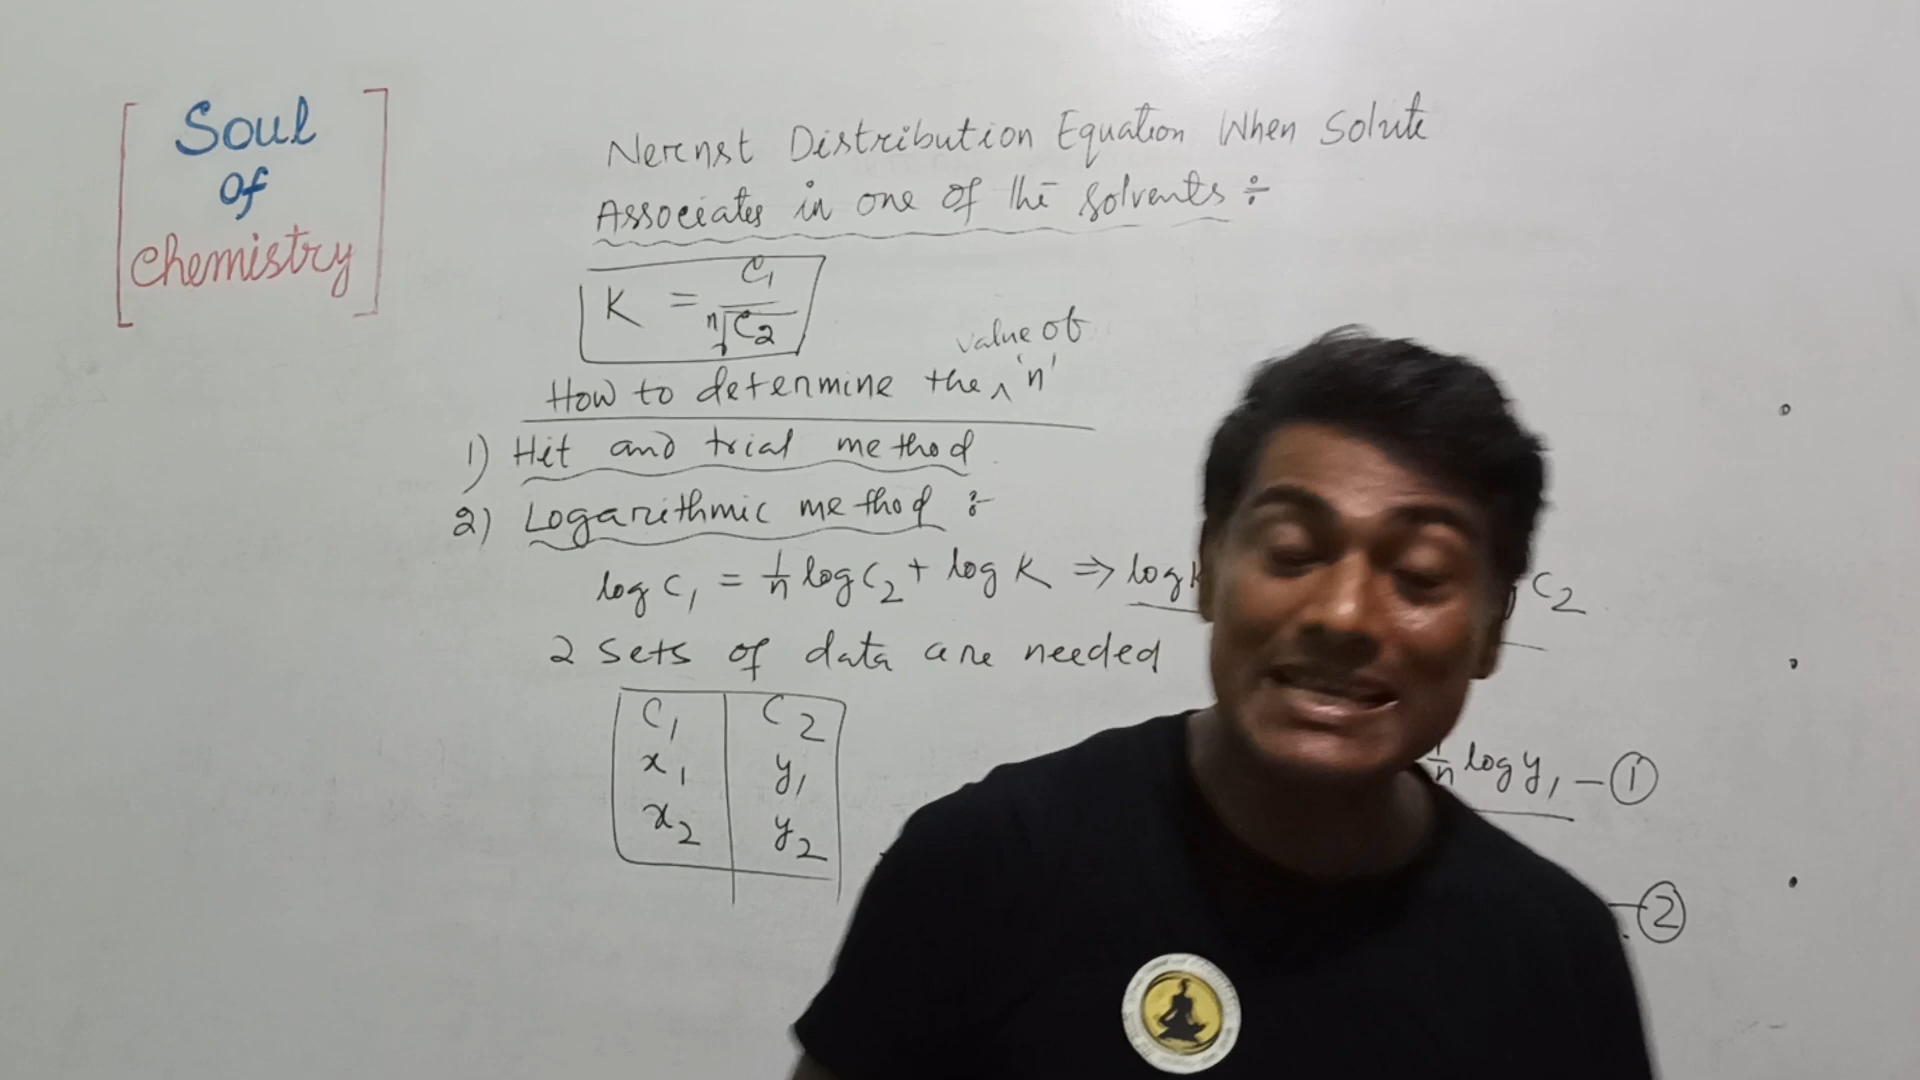 Soul
of
Chemistry
Nernst Distribution Equation When Solute
Associates in one of the solvents ÷
K = C₁ / ⁿ√C₂
value of
How to determine the ^ 'n'
1) Hit and trial method
2) Logarithmic method :-
log C₁ = 1/n log C₂ + log K ⇒ log K C₂
2 sets of data are needed
C₁ C₂
x₁ y₁
x₂ y₂
1/n log y₁ — ①
— ②